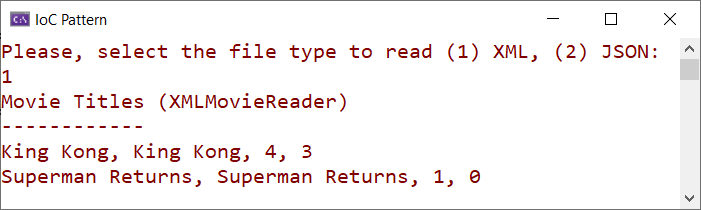 IoC Pattern
Please, select the file type to read (1) XML, (2) JSON:
1
Movie Titles (XMLMovieReader)
------------
King Kong, King Kong, 4, 3
Superman Returns, Superman Returns, 1, 0